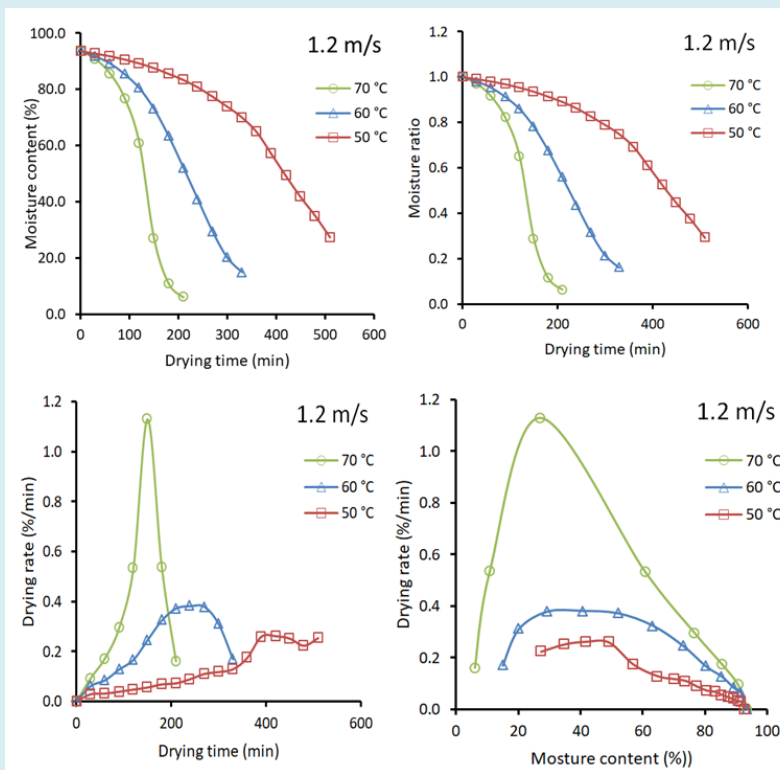 1.2 m/s
Moisture content (%)
100.0
80.0
60.0
40.0
20.0
0.0
70 °C
60 °C
50 °C
0 100 200 300 400 500 600
Drying time (min)
1.2 m/s
Moisture ratio
1.2
1.0
0.8
0.6
0.4
0.2
0.0
70 °C
60 °C
50 °C
0 200 400 600
Drying time (min)
1.2 m/s
Drying rate (%/min)
1.2
1.0
0.8
0.6
0.4
0.2
0.0
70 °C
60 °C
50 °C
0 200 400 600
Drying time (min)
1.2 m/s
Drying rate (%/min)
1.2
1.0
0.8
0.6
0.4
0.2
0.0
70 °C
60 °C
50 °C
0 20 40 60 80 100
Mosture content (%))